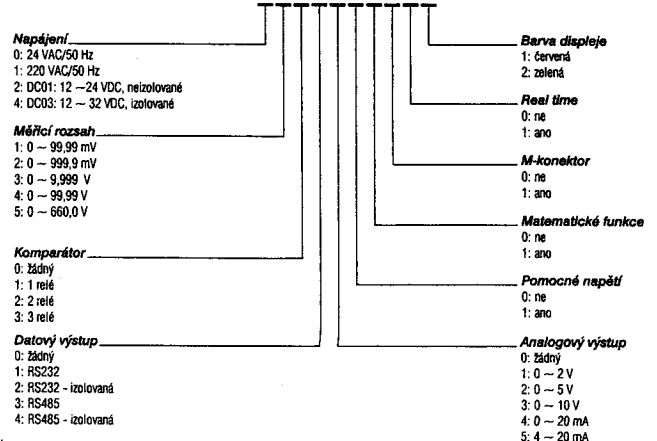 Napájení
0: 24 VAC/50 Hz
1: 220 VAC/50 Hz
2: DC01: 12 ~ 24 VDC, neizolované
4: DC03: 12 ~ 32 VDC, izolované
Měřicí rozsah
1: 0 ~ 99,99 mV
2: 0 ~ 999,9 mV
3: 0 ~ 9,999 V
4: 0 ~ 99,99 V
5: 0 ~ 660,0 V
Komparátor
0: žádný
1: 1 relé
2: 2 relé
3: 3 relé
Datový výstup
0: žádný
1: RS232
2: RS232 - izolovaná
3: RS485
4: RS485 - izolovaná
Barva displeje
1: červená
2: zelená
Real time
0: ne
1: ano
M-konektor
0: ne
1: ano
Matematické funkce
0: ne
1: ano
Pomocné napětí
0: ne
1: ano
Analogový výstup
0: žádný
1: 0 ~ 2 V
2: 0 ~ 5 V
3: 0 ~ 10 V
4: 0 ~ 20 mA
5: 4 ~ 20 mA